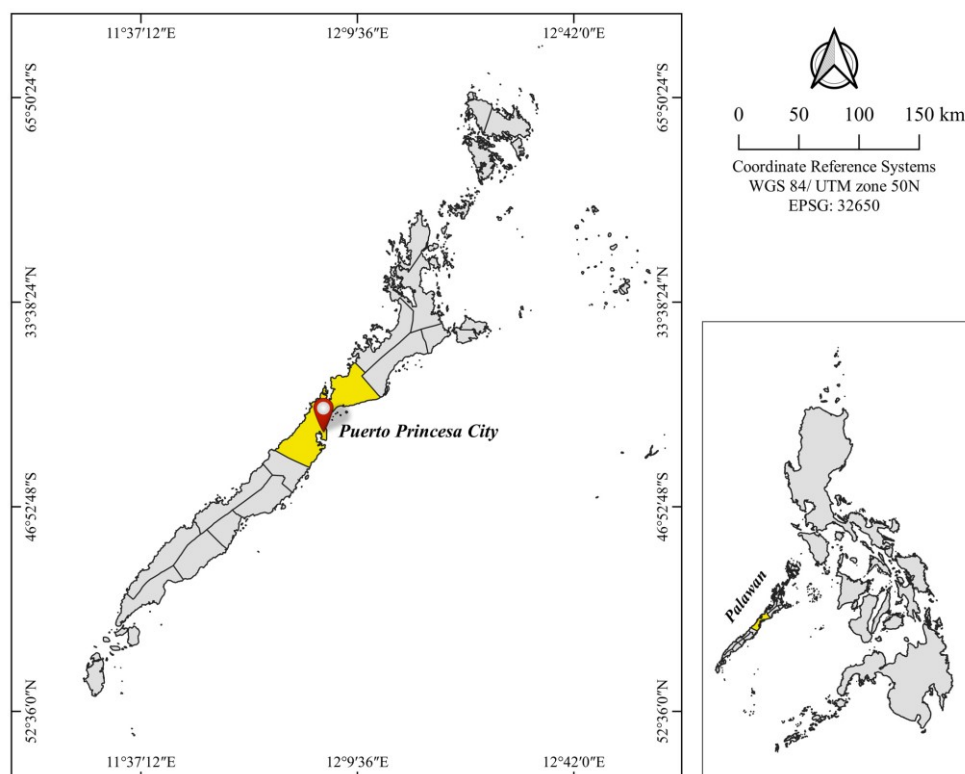 11°37'12"E 12°9'36"E 12°42'0"E
65°50'24"S 65°50'24"S
33°38'24"N 33°38'24"N
Puerto Princesa City
46°52'48"S 46°52'48"S
52°36'0"N 52°36'0"N
11°37'12"E 12°9'36"E 12°42'0"E
0 50 100 150 km
Coordinate Reference Systems
WGS 84/ UTM zone 50N
EPSG: 32650
Palawan